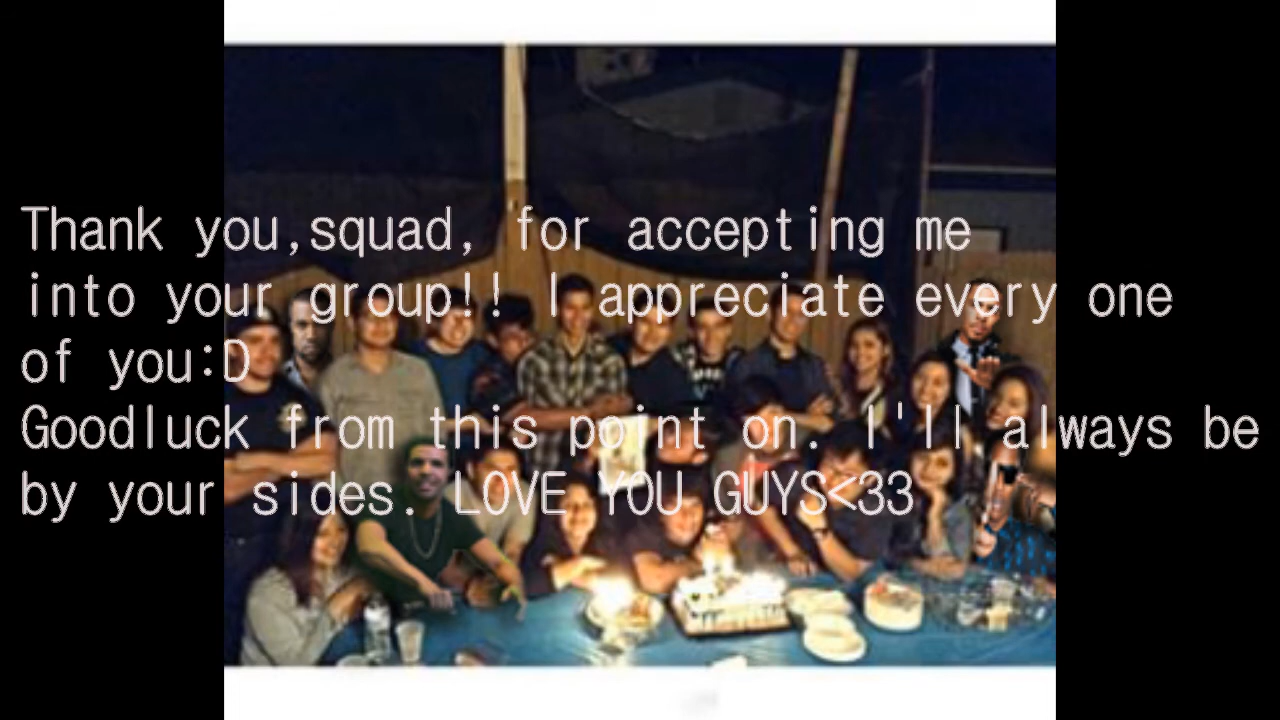 Thank you,squad, for accepting me
into your group!! I appreciate every one
of you:D
Goodluck from this point on. I'll always be
by your sides. LOVE YOU GUYS<33